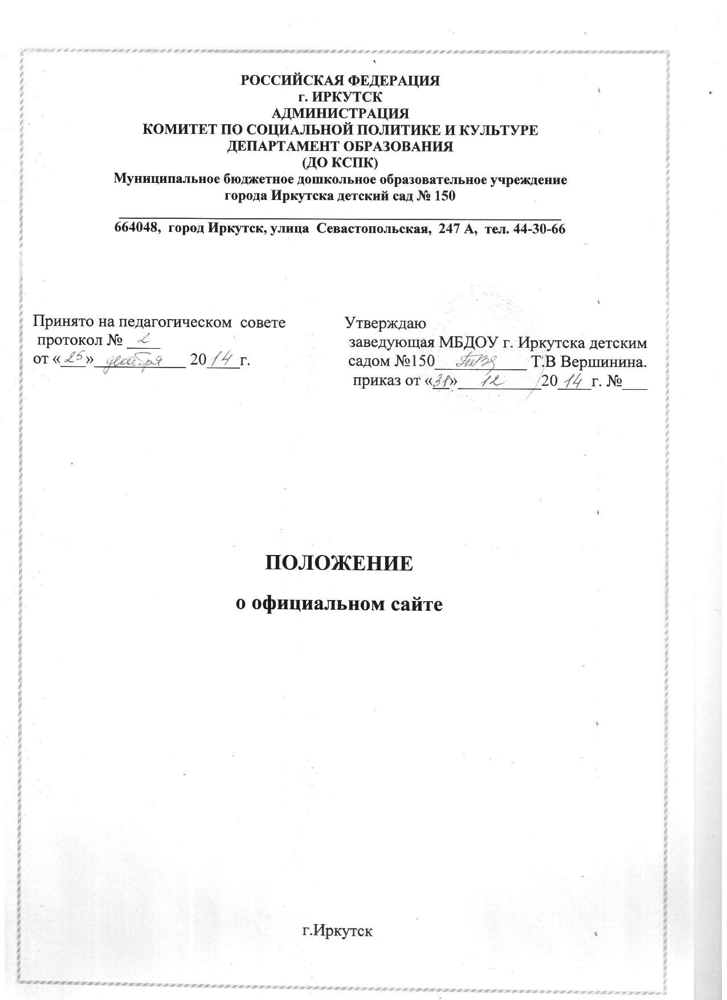 РОССИЙСКАЯ ФЕДЕРАЦИЯ
г. ИРКУТСК
АДМИНИСТРАЦИЯ
КОМИТЕТ ПО СОЦИАЛЬНОЙ ПОЛИТИКЕ И КУЛЬТУРЕ
ДЕПАРТАМЕНТ ОБРАЗОВАНИЯ
(ДО КСПК)
Муниципальное бюджетное дошкольное образовательное учреждение
города Иркутска детский сад № 150
664048, город Иркутск, улица Севастопольская, 247 А, тел. 44-30-66
Принято на педагогическом совете
протокол № 2
от «25» декабря 2014 г.
Утверждаю
заведующая МБДОУ г. Иркутска детским
садом №150____________ Т.В Вершинина.
приказ от «31» 12 2014 г. №___
ПОЛОЖЕНИЕ
о официальном сайте
г.Иркутск